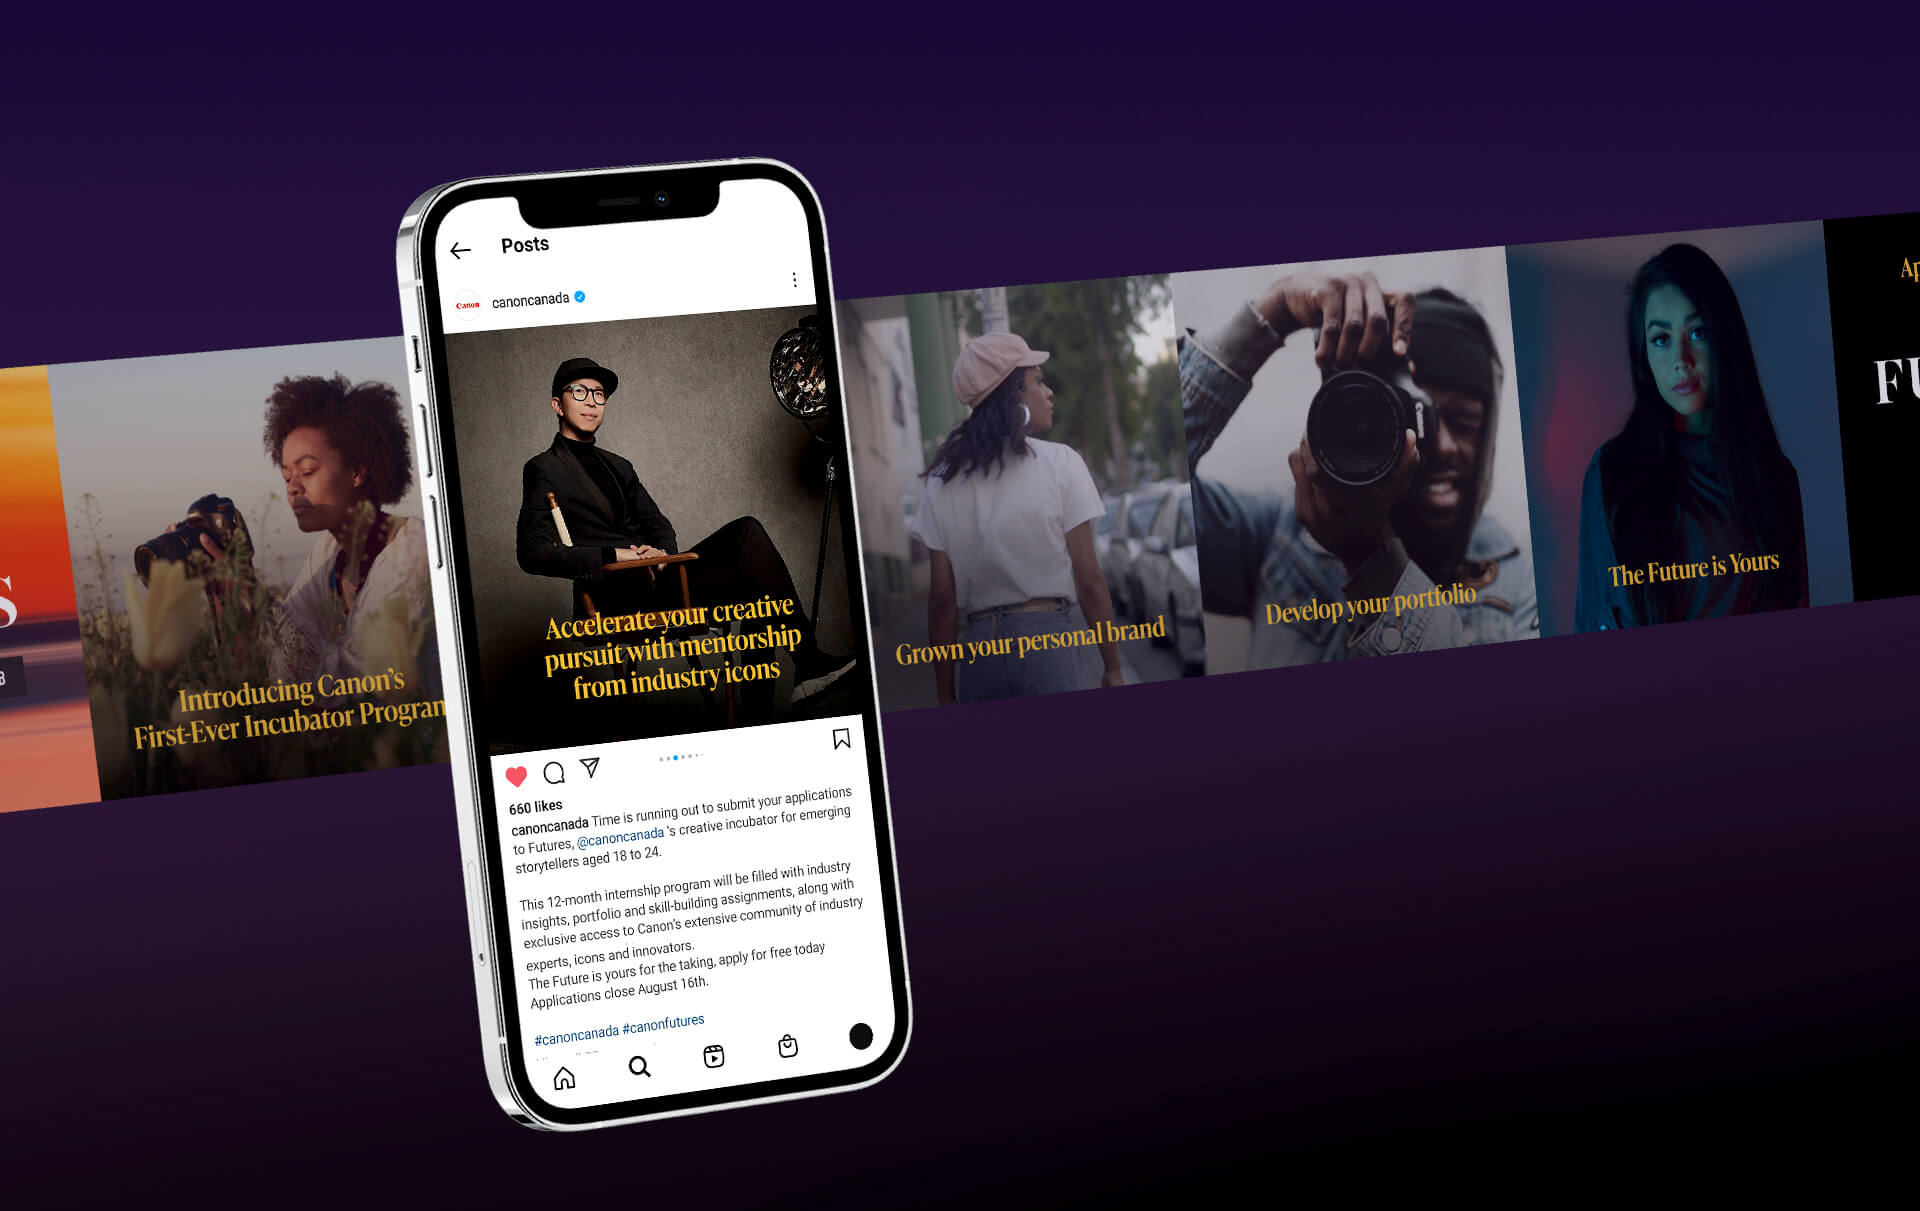 Posts
Canon
canoncanada
Accelerate your creative
pursuit with mentorship
from industry icons
660 likes
canoncanada Time is running out to submit your applications
to Futures, @canoncanada 's creative incubator for emerging
storytellers aged 18 to 24.
This 12-month internship program will be filled with industry
insights, portfolio and skill-building assignments, along with
exclusive access to Canon's extensive community of industry
experts, icons and innovators.
The Future is yours for the taking, apply for free today
Applications close August 16th.
#canoncanada #canonfutures
S
Introducing Canon's
First-Ever Incubator Program
Grown your personal brand
Develop your portfolio
The Future is Yours
Ap
FU